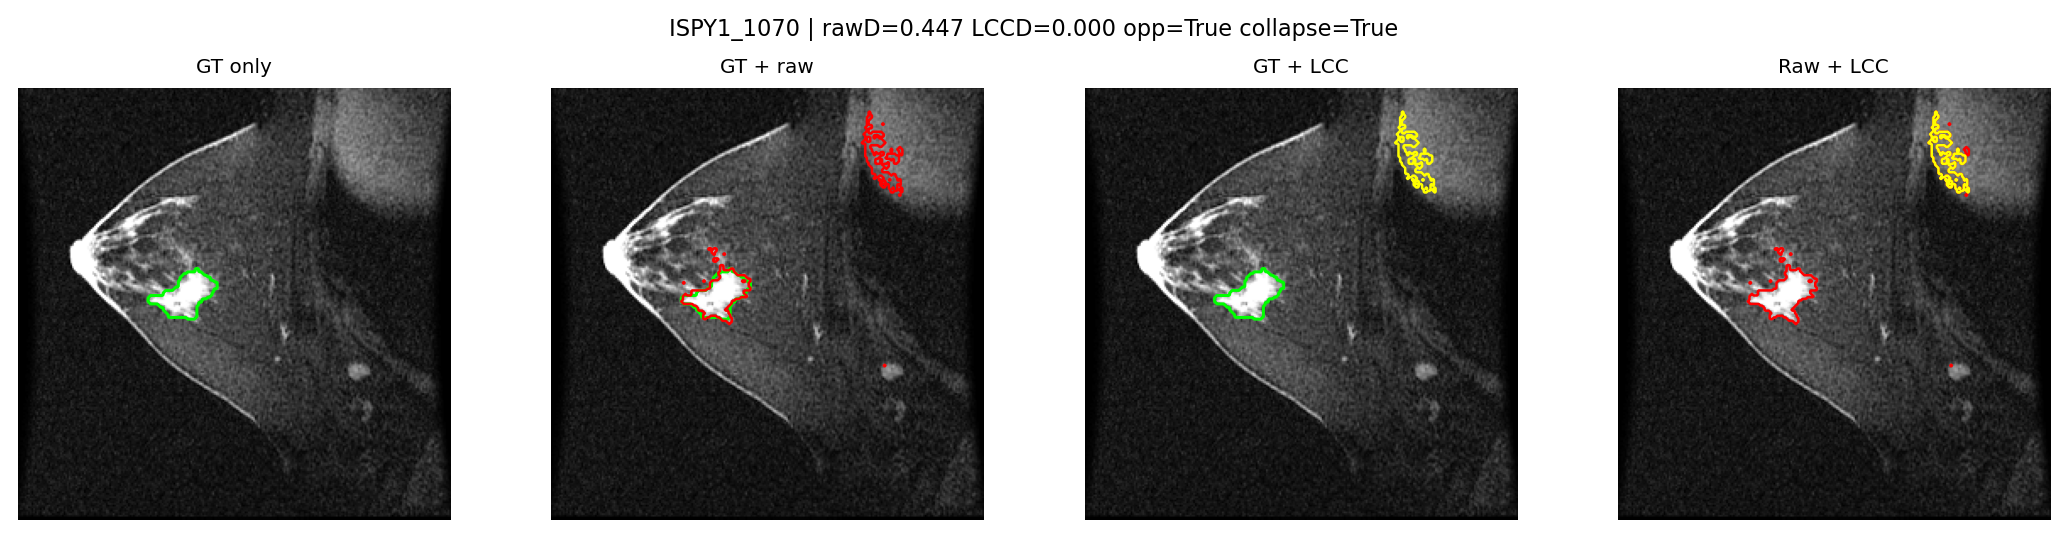 ISPY1_1070 | rawD=0.447 LCCD=0.000 opp=True collapse=True
GT only
GT + raw
GT + LCC
Raw + LCC